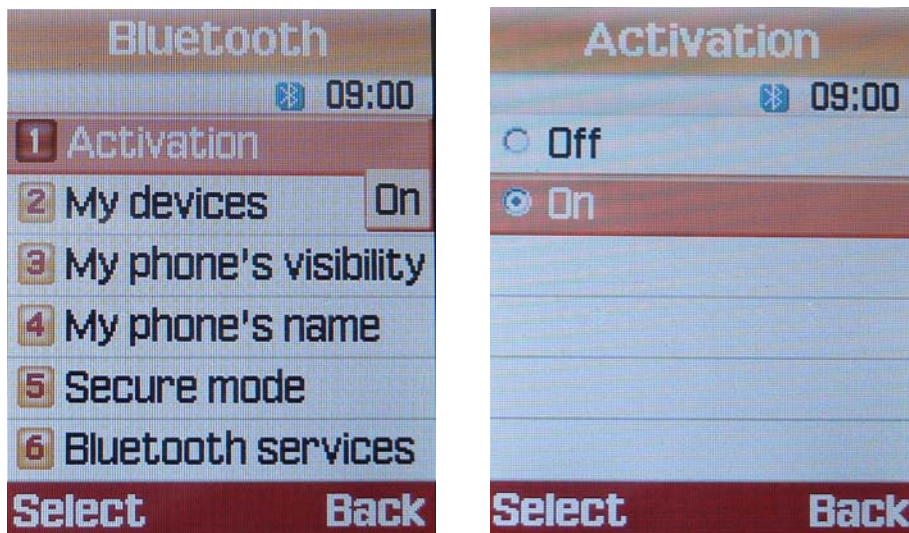 Bluetooth
09:00
1 Activation
2 My devices
On
3 My phone's visibility
4 My phone's name
5 Secure mode
6 Bluetooth services
Select Back
Activation
09:00
Off
On
Select Back